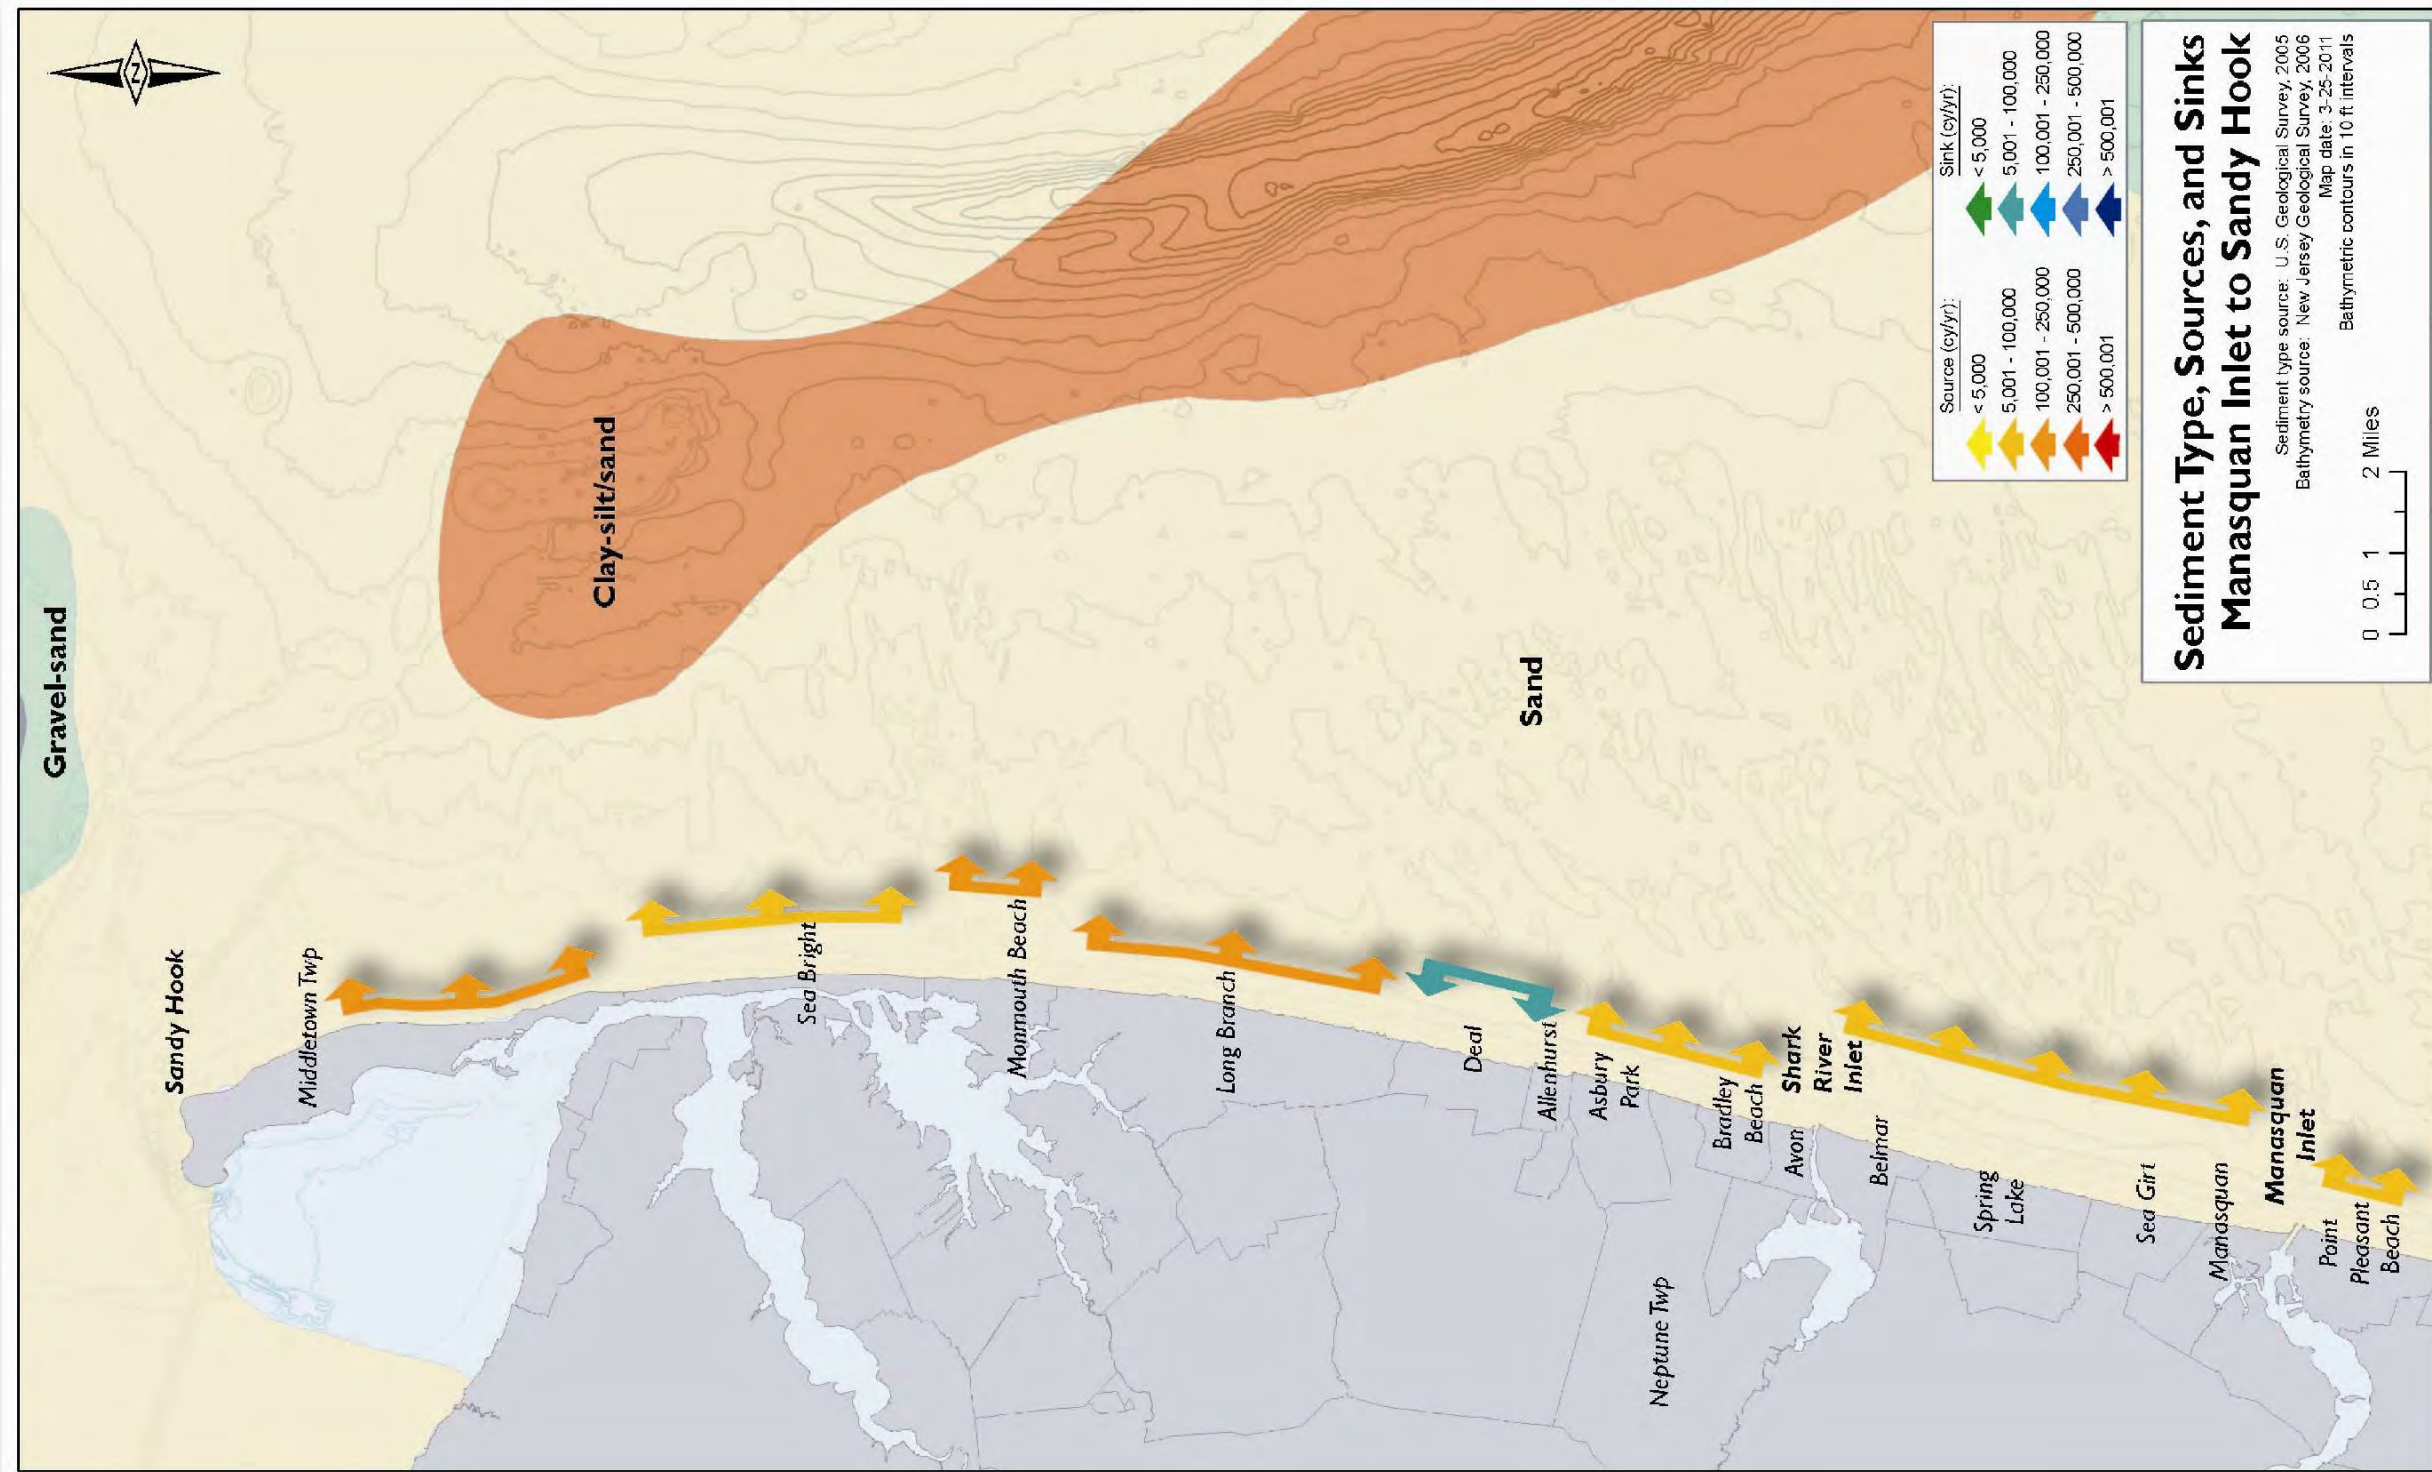 Sediment Type, Sources, and Sinks
Manasquan Inlet to Sandy Hook
Sediment type source: U.S. Geological Survey, 2005
Bathymetry source: New Jersey Geological Survey, 2006
Map date: 3-25-2011
Bathymetric contours in 10 ft intervals
0 0.5 1 2 Miles
Source (cy/yr):
< 5,000
5,001 - 100,000
100,001 - 250,000
250,001 - 500,000
> 500,001
Sink (cy/yr):
< 5,000
5,001 - 100,000
100,001 - 250,000
250,001 - 500,000
> 500,001
N
Gravel-sand
Clay-silt/sand
Sand
Sandy Hook
Middletown Twp
Sea Bright
Monmouth Beach
Long Branch
Deal
Allenhurst
Asbury
Park
Bradley
Beach
Avon
Shark
River
Inlet
Belmar
Neptune Twp
Spring
Lake
Sea Girt
Manasquan
Manasquan
Inlet
Point
Pleasant
Beach